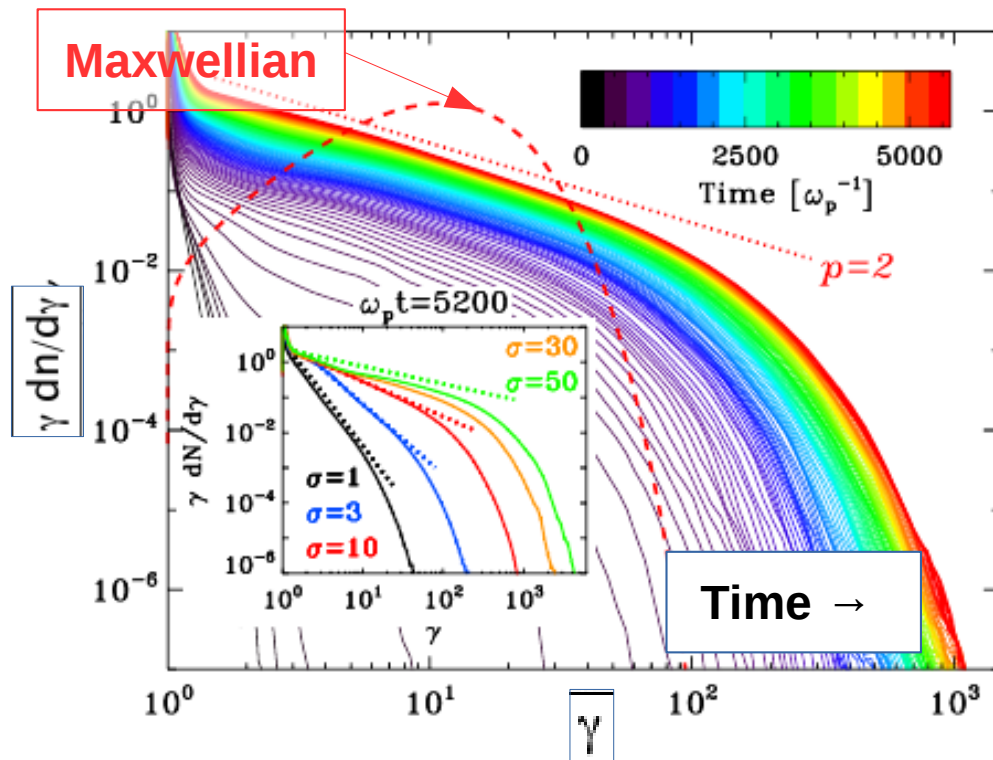 Maxwellian
10⁰
10⁻²
10⁻⁴
10⁻⁶
γ dn/dγ,
0 2500 5000
Time [ωₚ⁻¹]
p=2
ωₚt=5200
σ=30
σ=50
γ dN/dγ
10⁰
10⁻²
10⁻⁴
10⁻⁶
σ=1
σ=3
σ=10
10⁰ 10¹ 10² 10³
γ
Time →
10⁰ 10¹ 10² 10³
γ